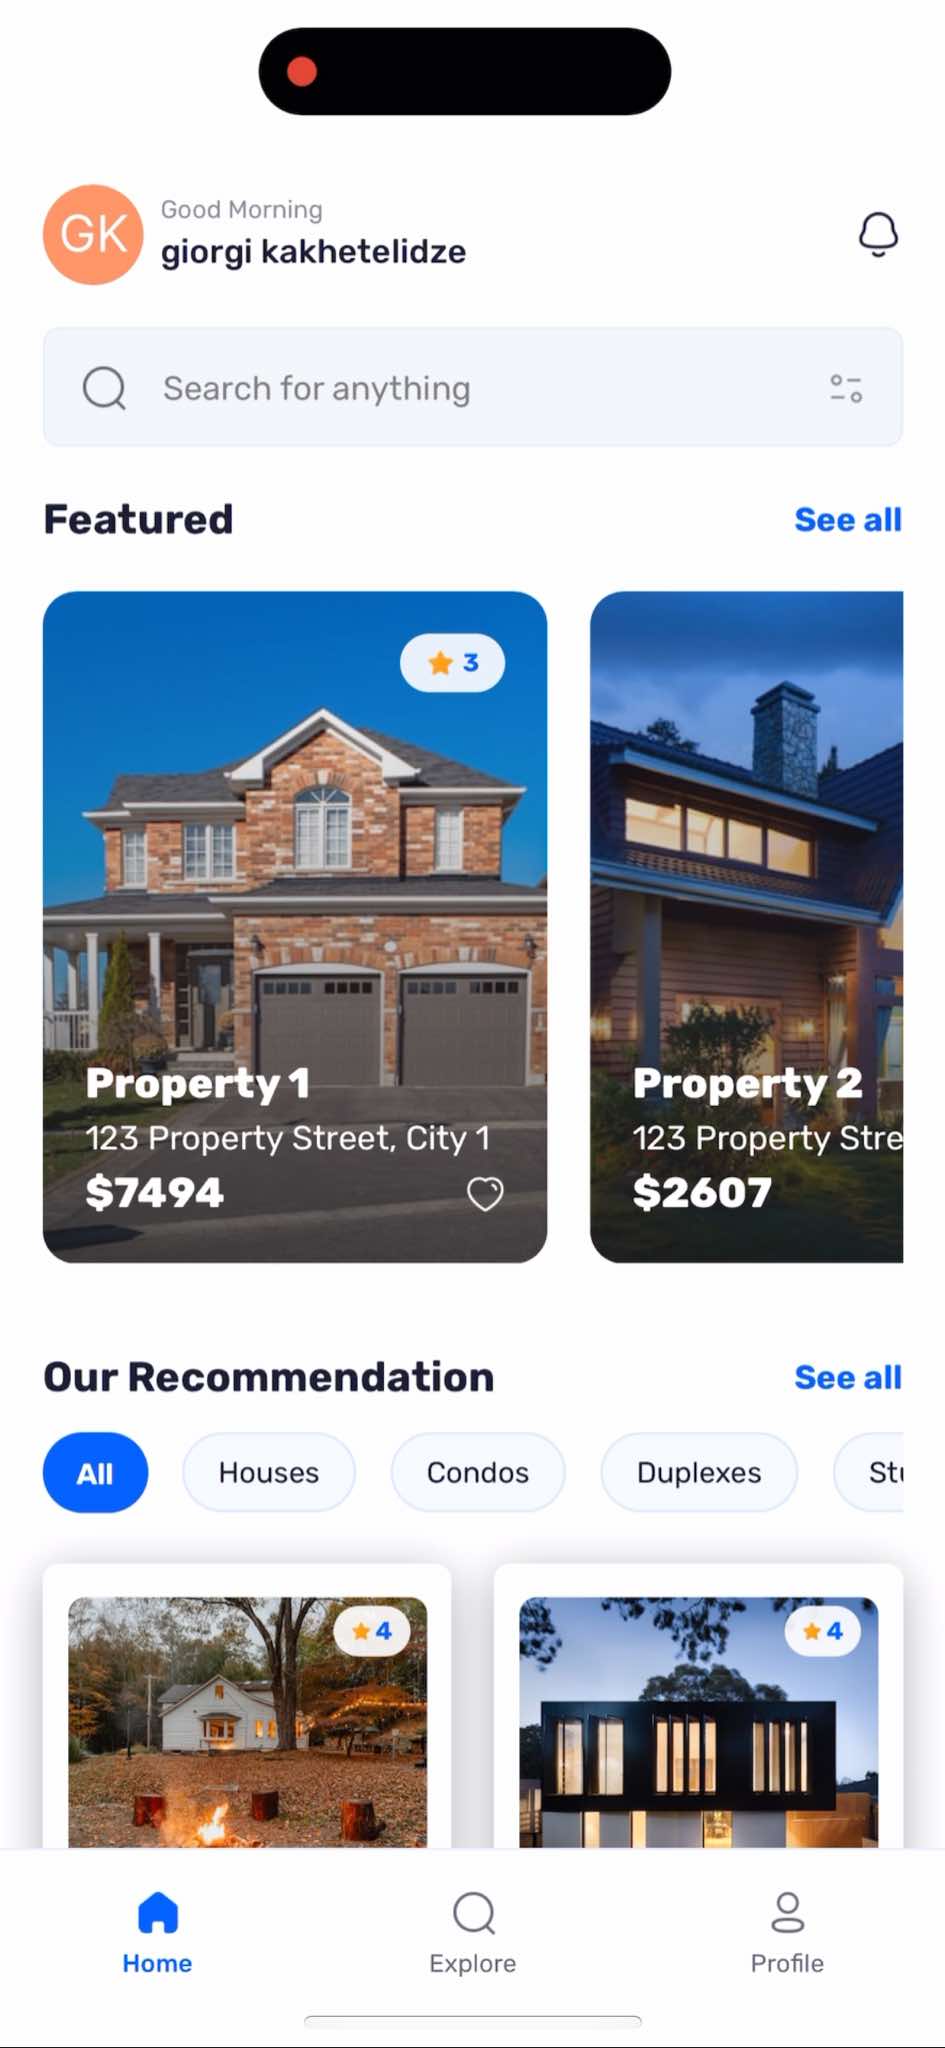 GK
Good Morning
giorgi kakhetelidze
Search for anything
Featured
See all
3
Property 1
123 Property Street, City 1
$7494
Property 2
123 Property Stre
$2607
Our Recommendation
See all
All
Houses
Condos
Duplexes
Stu
4
4
Home
Explore
Profile